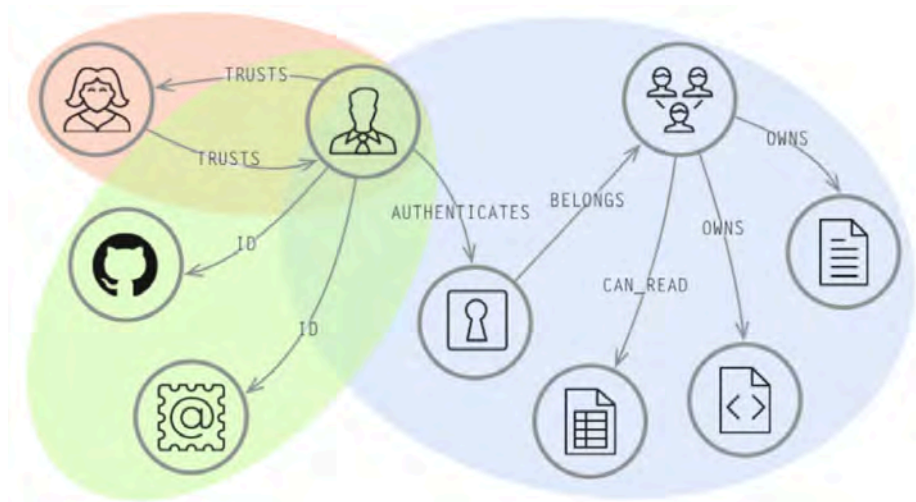 TRUSTS
TRUSTS
OWNS
AUTHENTICATES
BELONGS
OWNS
ID
CAN_READ
ID
@
< >